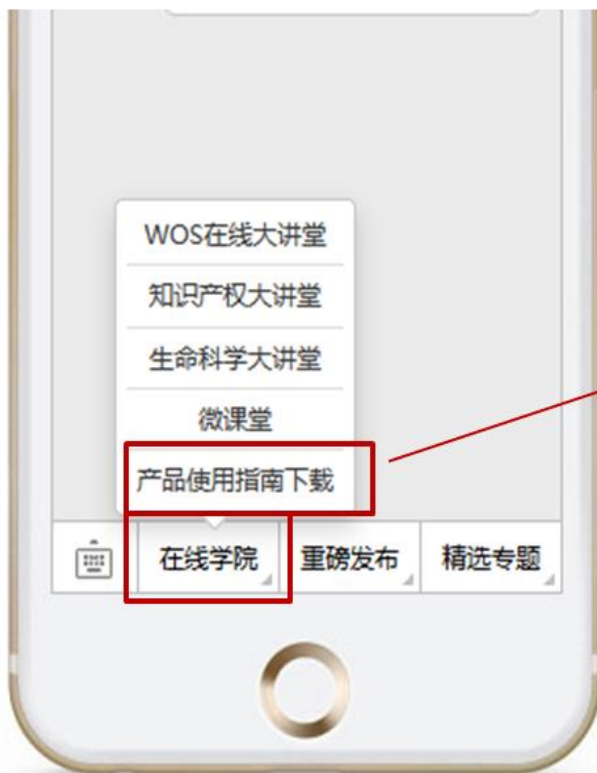 WOS在线大讲堂
知识产权大讲堂
生命科学大讲堂
微课堂
产品使用指南下载
在线学院 重磅发布 精选专题